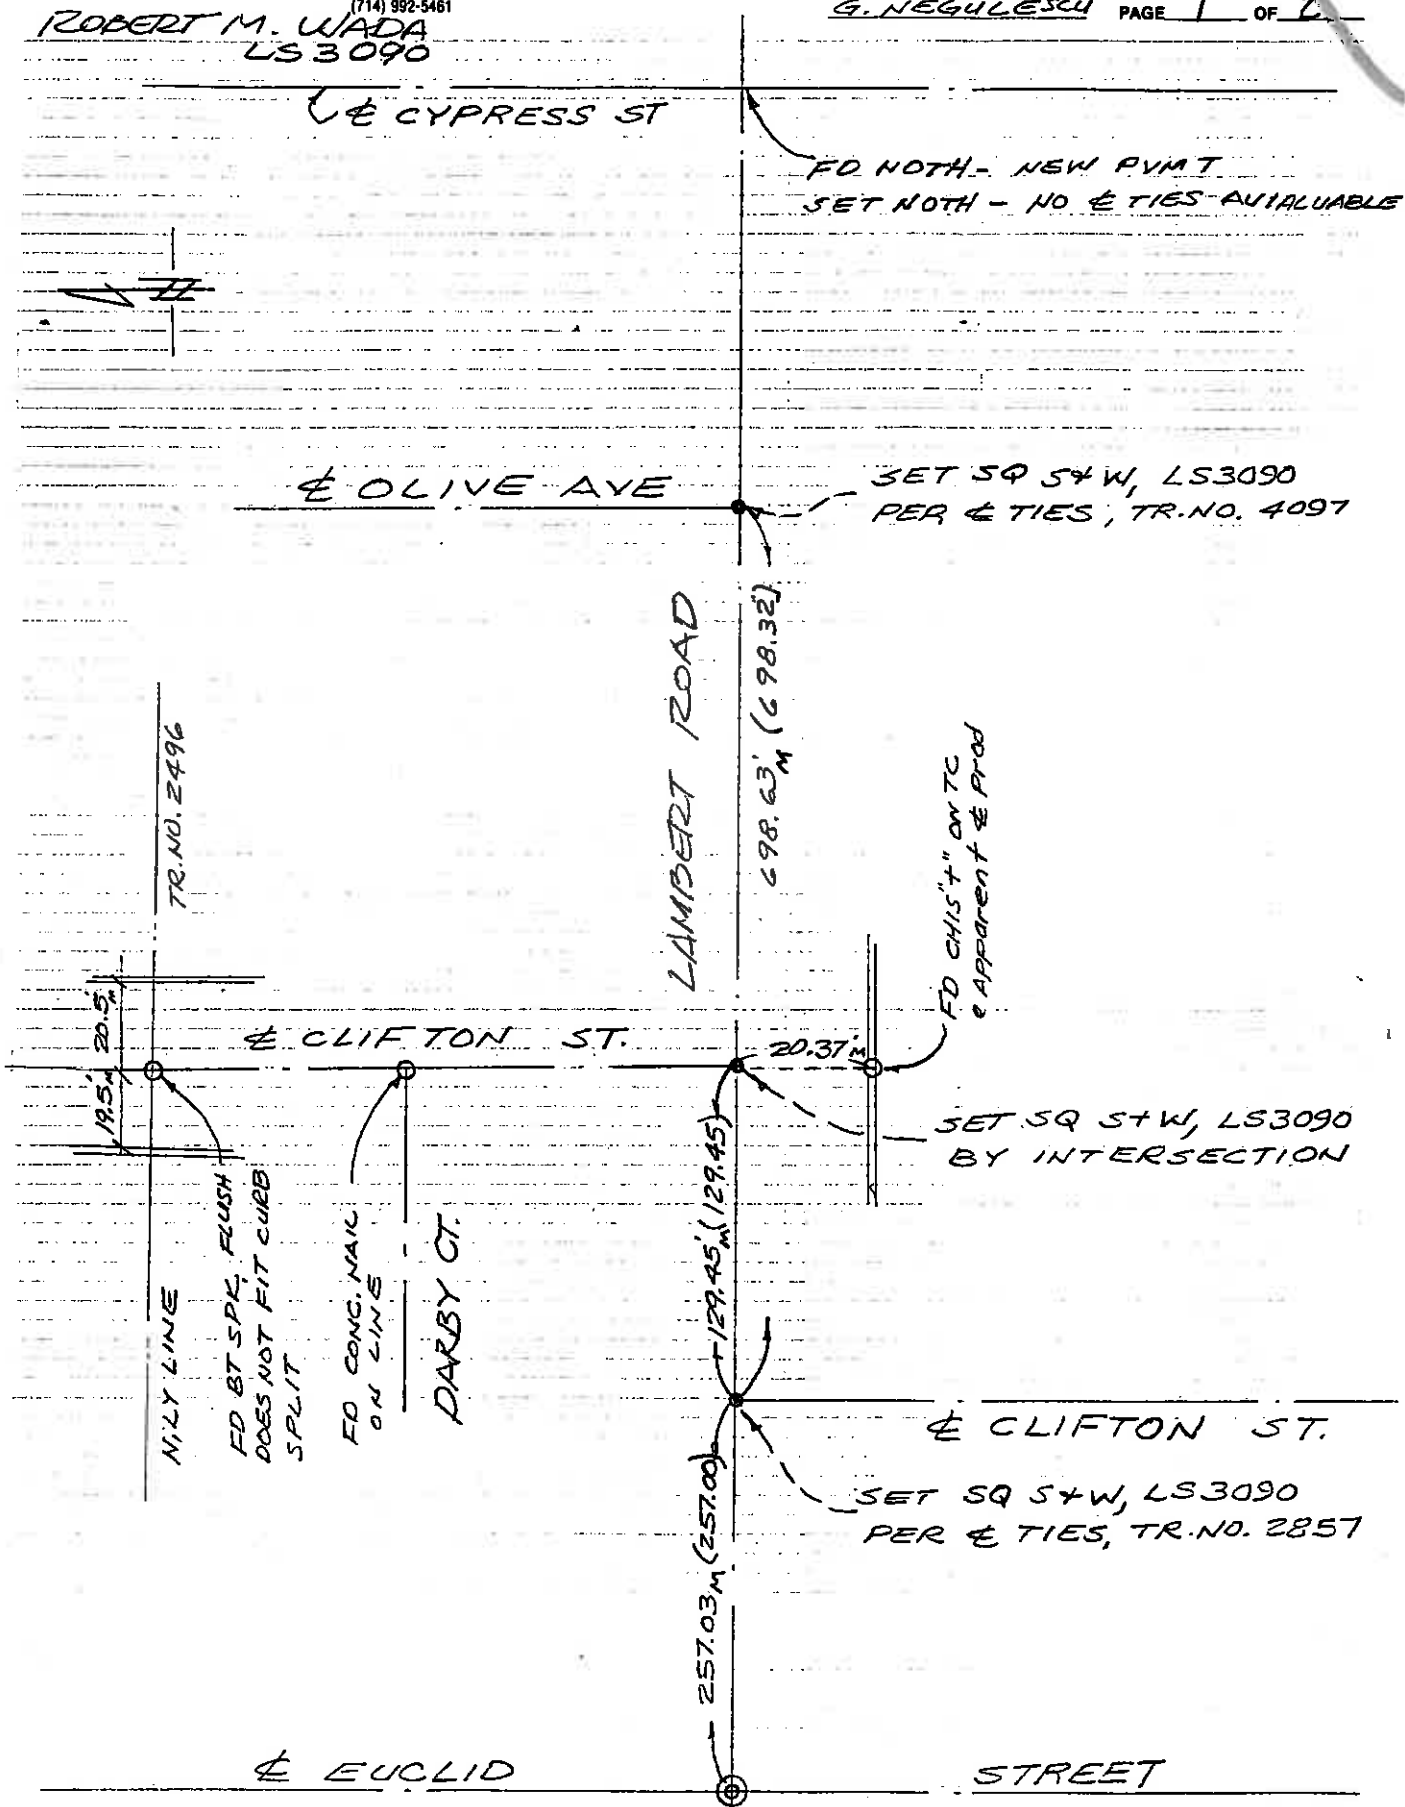 (714) 992-5461
ROBERT M. WADA
LS 3090
G. NEGULESCU PAGE 1 OF
℄ CYPRESS ST
FD NOTH - NEW PVMT
SET NOTH - NO ℄ TIES AVIALUABLE
℄ OLIVE AVE
SET SQ S+W, LS3090
PER ℄ TIES, TR. NO. 4097
LAMBERT ROAD
698.63' M (698.32)
TR. NO. 2496
FD CHIS "+" ON TC
@ APPARENT ℄ Prod
20.5' M
19.5' M
℄ CLIFTON ST.
20.37' M
SET SQ S+W, LS3090
BY INTERSECTION
129.45' M (129.45)
N'LY LINE
FD BT SPK, FLUSH
DOES NOT FIT CURB
SPLIT
FD CONC. NAIL
ON LINE
DARBY CT.
℄ CLIFTON ST.
SET SQ S+W, LS3090
PER ℄ TIES, TR. NO. 2857
257.03 M (257.00)
℄ EUCLID STREET